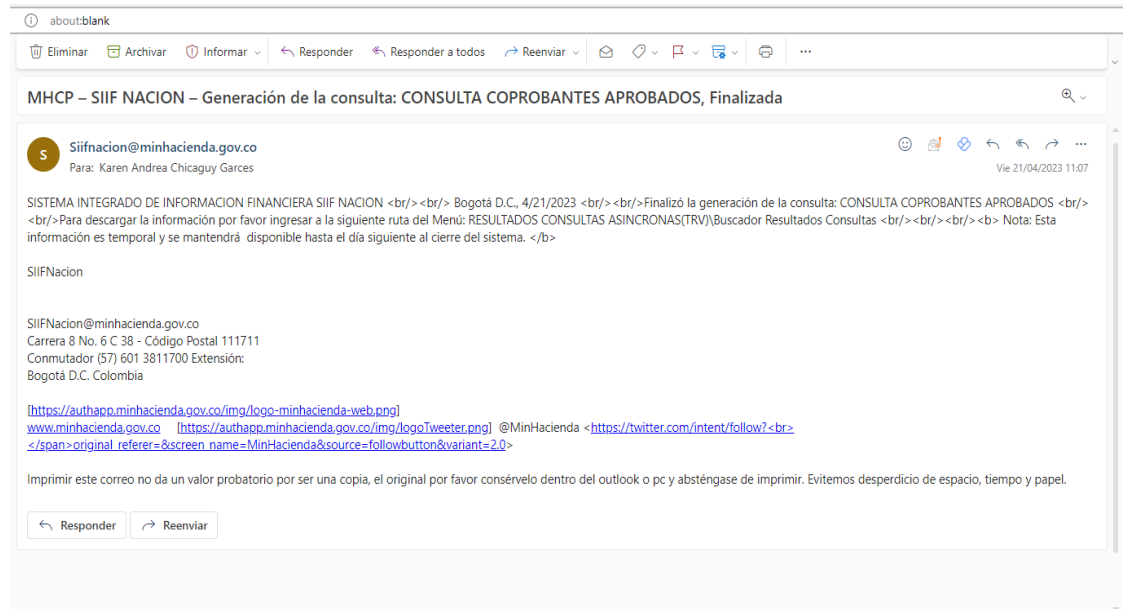 about:blank
Eliminar Archivar Informar Responder Responder a todos Reenviar
MHCP – SIIF NACION – Generación de la consulta: CONSULTA COPROBANTES APROBADOS, Finalizada
S
Siifnacion@minhacienda.gov.co
Para: Karen Andrea Chicaguy Garces
Vie 21/04/2023 11:07
SISTEMA INTEGRADO DE INFORMACION FINANCIERA SIIF NACION <br/><br/> Bogotá D.C., 4/21/2023 <br/><br/>Finalizó la generación de la consulta: CONSULTA COPROBANTES APROBADOS <br/>
<br/>Para descargar la información por favor ingresar a la siguiente ruta del Menú: RESULTADOS CONSULTAS ASINCRONAS(TRV)\Buscador Resultados Consultas <br/><br/><br/><b> Nota: Esta
información es temporal y se mantendrá disponible hasta el día siguiente al cierre del sistema. </b>
SIIFNacion
SIIFNacion@minhacienda.gov.co
Carrera 8 No. 6 C 38 - Código Postal 111711
Conmutador (57) 601 3811700 Extensión:
Bogotá D.C. Colombia
[https://authapp.minhacienda.gov.co/img/logo-minhacienda-web.png]
www.minhacienda.gov.co [https://authapp.minhacienda.gov.co/img/logoTweeter.png] @MinHacienda <https://twitter.com/intent/follow?<br>
</span>original_referer=&screen_name=MinHacienda&source=followbutton&variant=2.0>
Imprimir este correo no da un valor probatorio por ser una copia, el original por favor consérvelo dentro del outlook o pc y absténgase de imprimir. Evitemos desperdicio de espacio, tiempo y papel.
Responder Reenviar